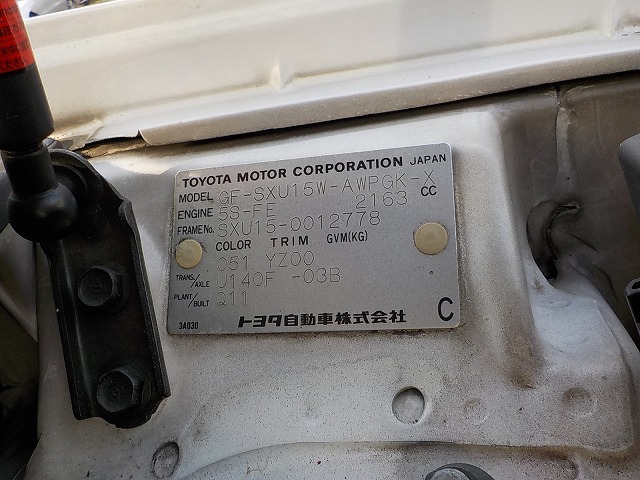 TOYOTA MOTOR CORPORATION JAPAN
MODEL GF-SXU15W-AWPGK-X
ENGINE 5S-FE 2163 CC
FRAME No. SXU15-0012778
COLOR TRIM GVM(KG)
051 YZ00
TRANS./AXLE U140F -03B
PLANT/BUILT Q11
3A030 トヨタ自動車株式会社 C